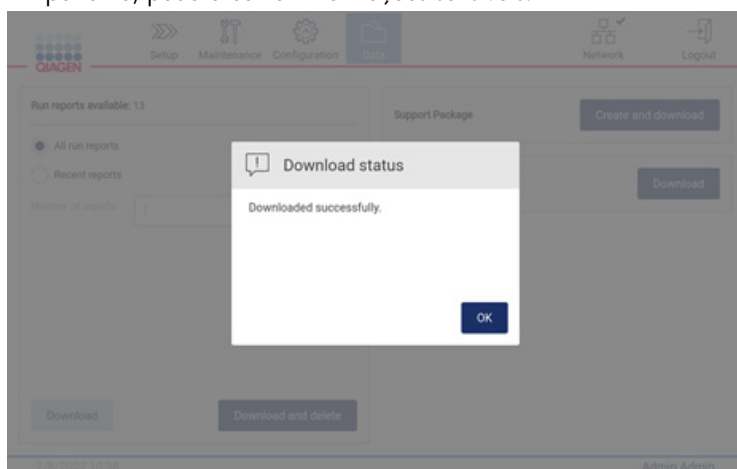 QIAGEN
Setup
Maintenance
Configuration
Data
Network
Logout
Run reports available: 13
All run reports
Recent reports
Number of reports:
Support Package
Create and download
Download
Download status
Downloaded successfully.
OK
Download
Download and delete
Admin Admin